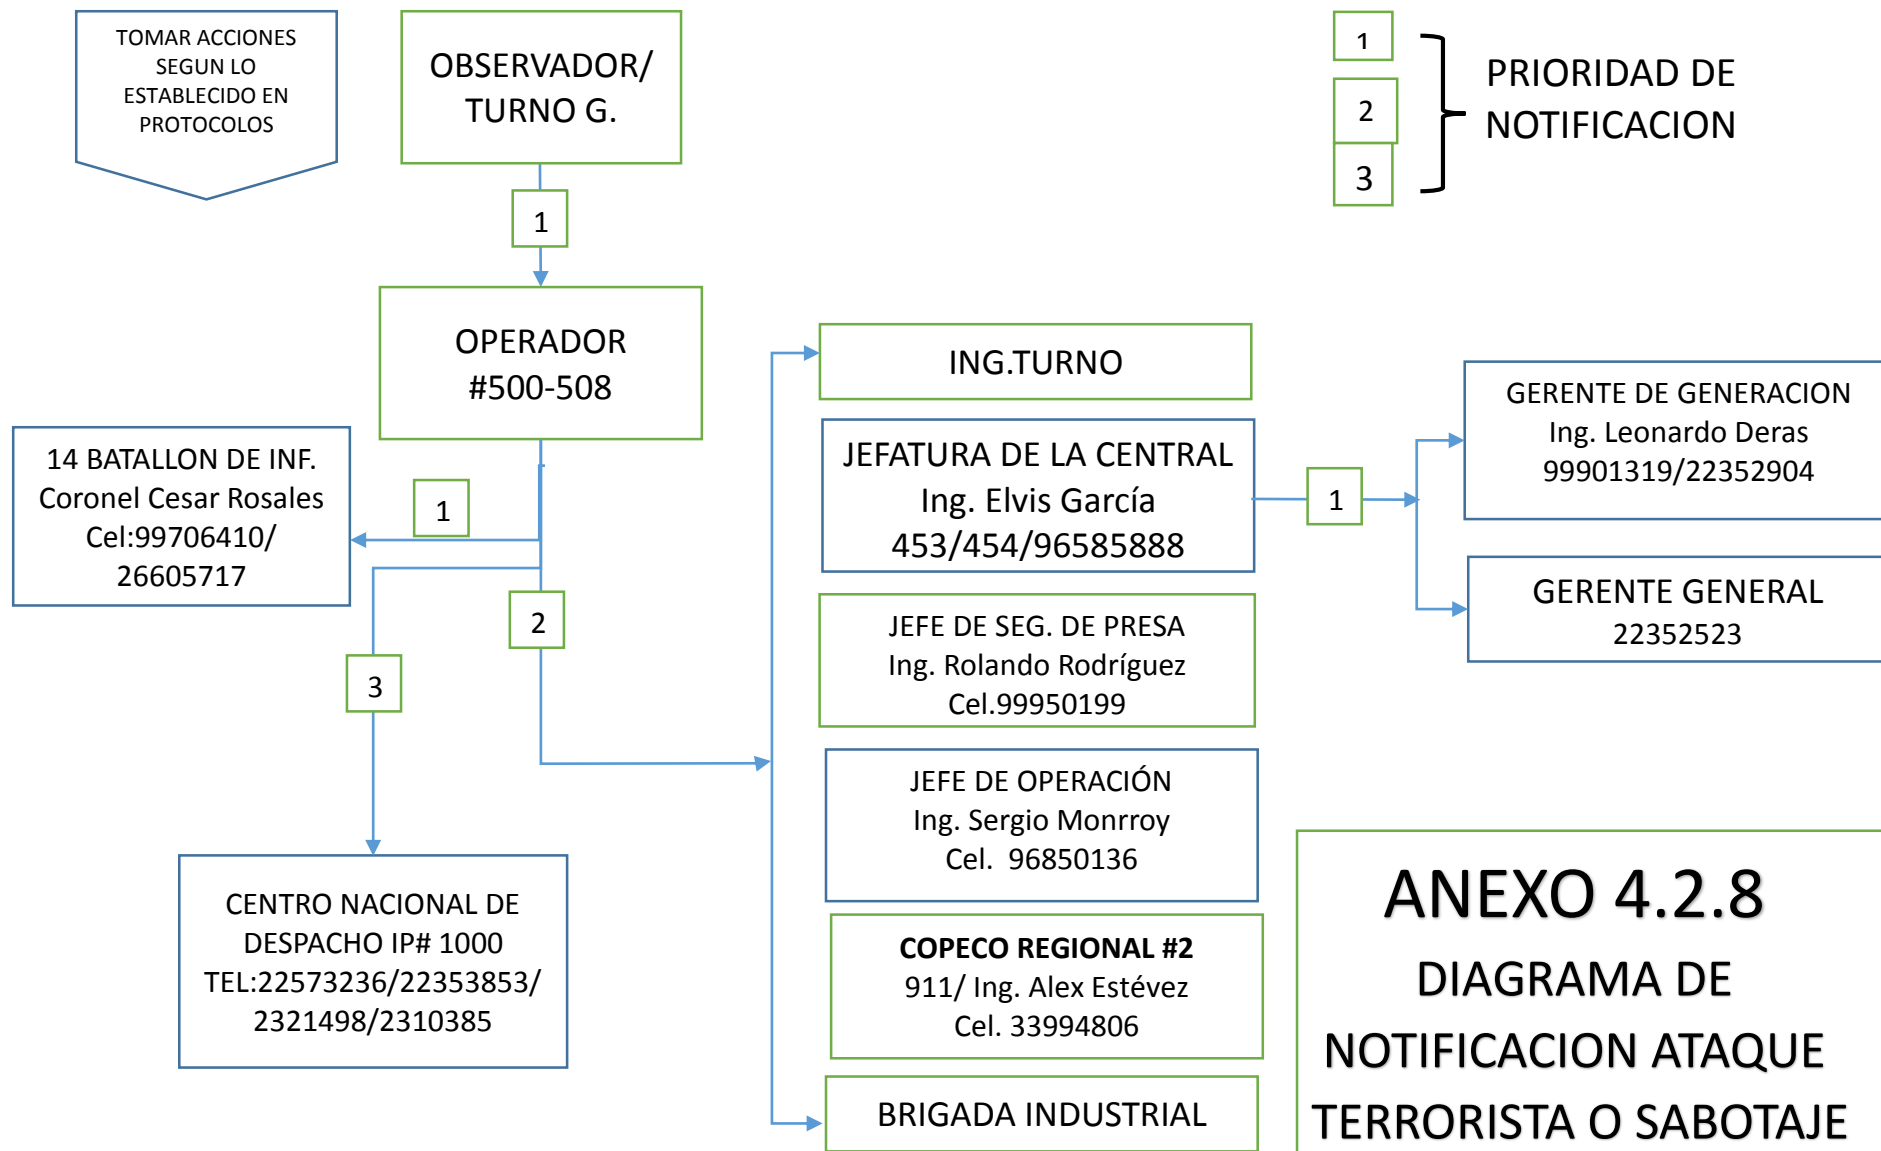 TOMAR ACCIONES
SEGUN LO
ESTABLECIDO EN
PROTOCOLOS
OBSERVADOR/
TURNO G.
1
2
3
PRIORIDAD DE
NOTIFICACION
1
OPERADOR
#500-508
14 BATALLON DE INF.
Coronel Cesar Rosales
Cel:99706410/
26605717
1
2
3
CENTRO NACIONAL DE
DESPACHO IP# 1000
TEL:22573236/22353853/
2321498/2310385
ING.TURNO
JEFATURA DE LA CENTRAL
Ing. Elvis García
453/454/96585888
1
GERENTE DE GENERACION
Ing. Leonardo Deras
99901319/22352904
GERENTE GENERAL
22352523
JEFE DE SEG. DE PRESA
Ing. Rolando Rodríguez
Cel.99950199
JEFE DE OPERACIÓN
Ing. Sergio Monrroy
Cel. 96850136
COPECO REGIONAL #2
911/ Ing. Alex Estévez
Cel. 33994806
BRIGADA INDUSTRIAL
ANEXO 4.2.8
DIAGRAMA DE
NOTIFICACION ATAQUE
TERRORISTA O SABOTAJE